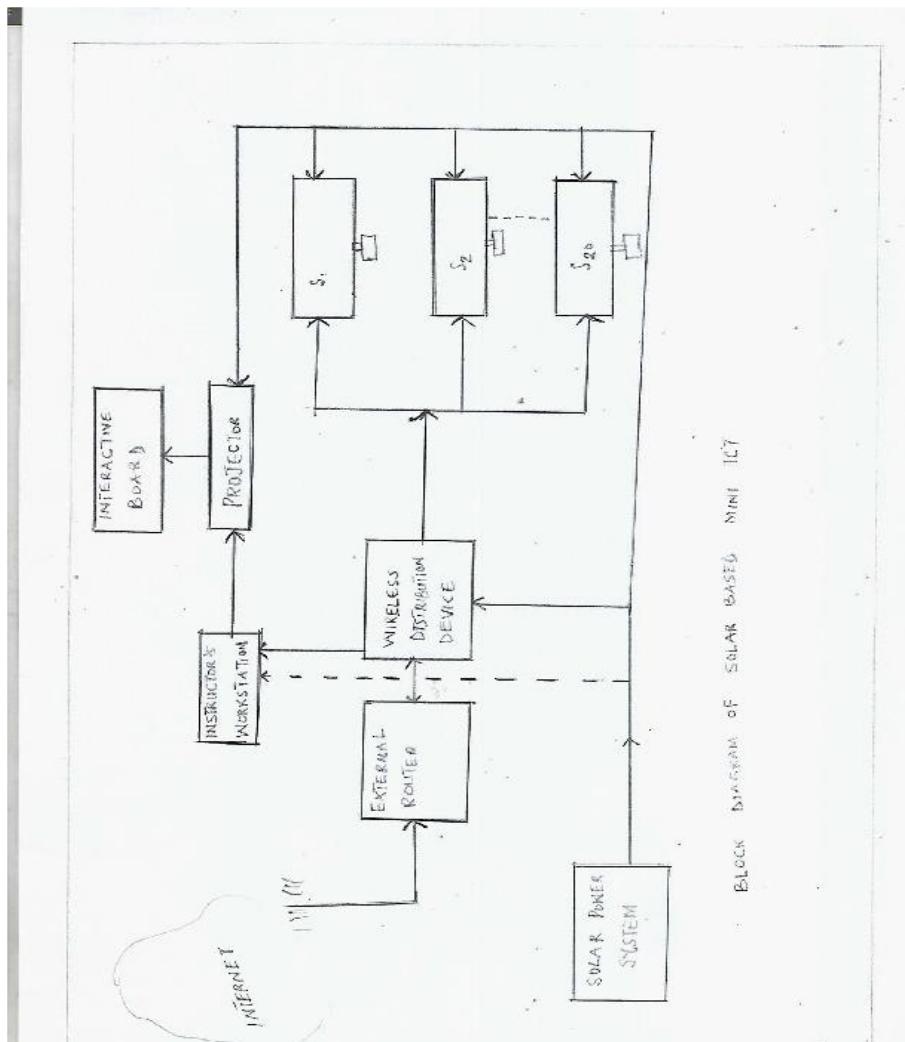 INTERACTIVE
BOARD
INTERNET
INSTRUCTOR'S
WORKSTATION
PROJECTOR
S1
EXTERNAL
ROUTER
WIRELESS
DISTRIBUTION
DEVICE
S2
S20
SOLAR POWER
SYSTEM
BLOCK DIAGRAM OF SOLAR BASED MINI ICT